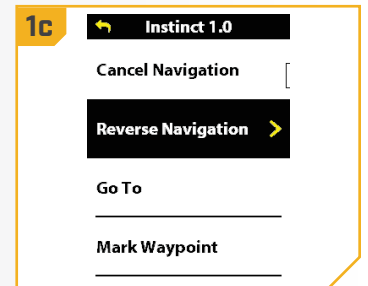 1c
Instinct 1.0
Cancel Navigation
Reverse Navigation
Go To
Mark Waypoint